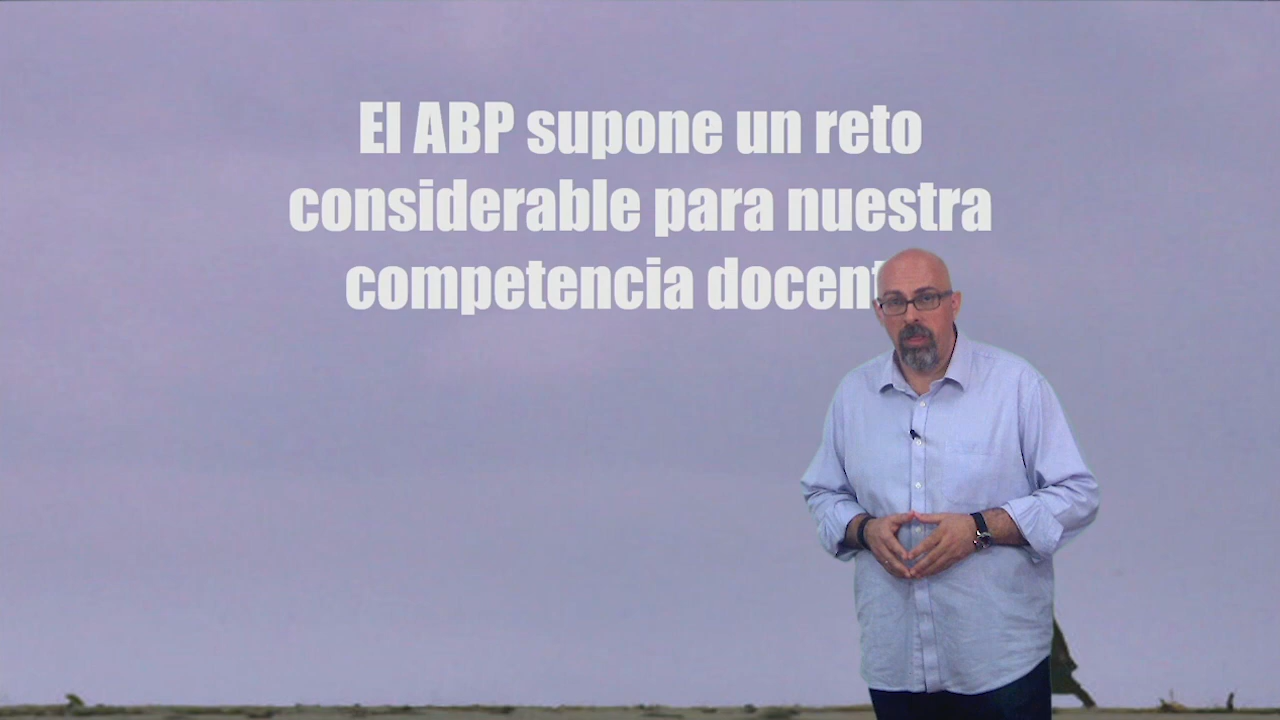 El ABP supone un reto
considerable para nuestra
competencia docent